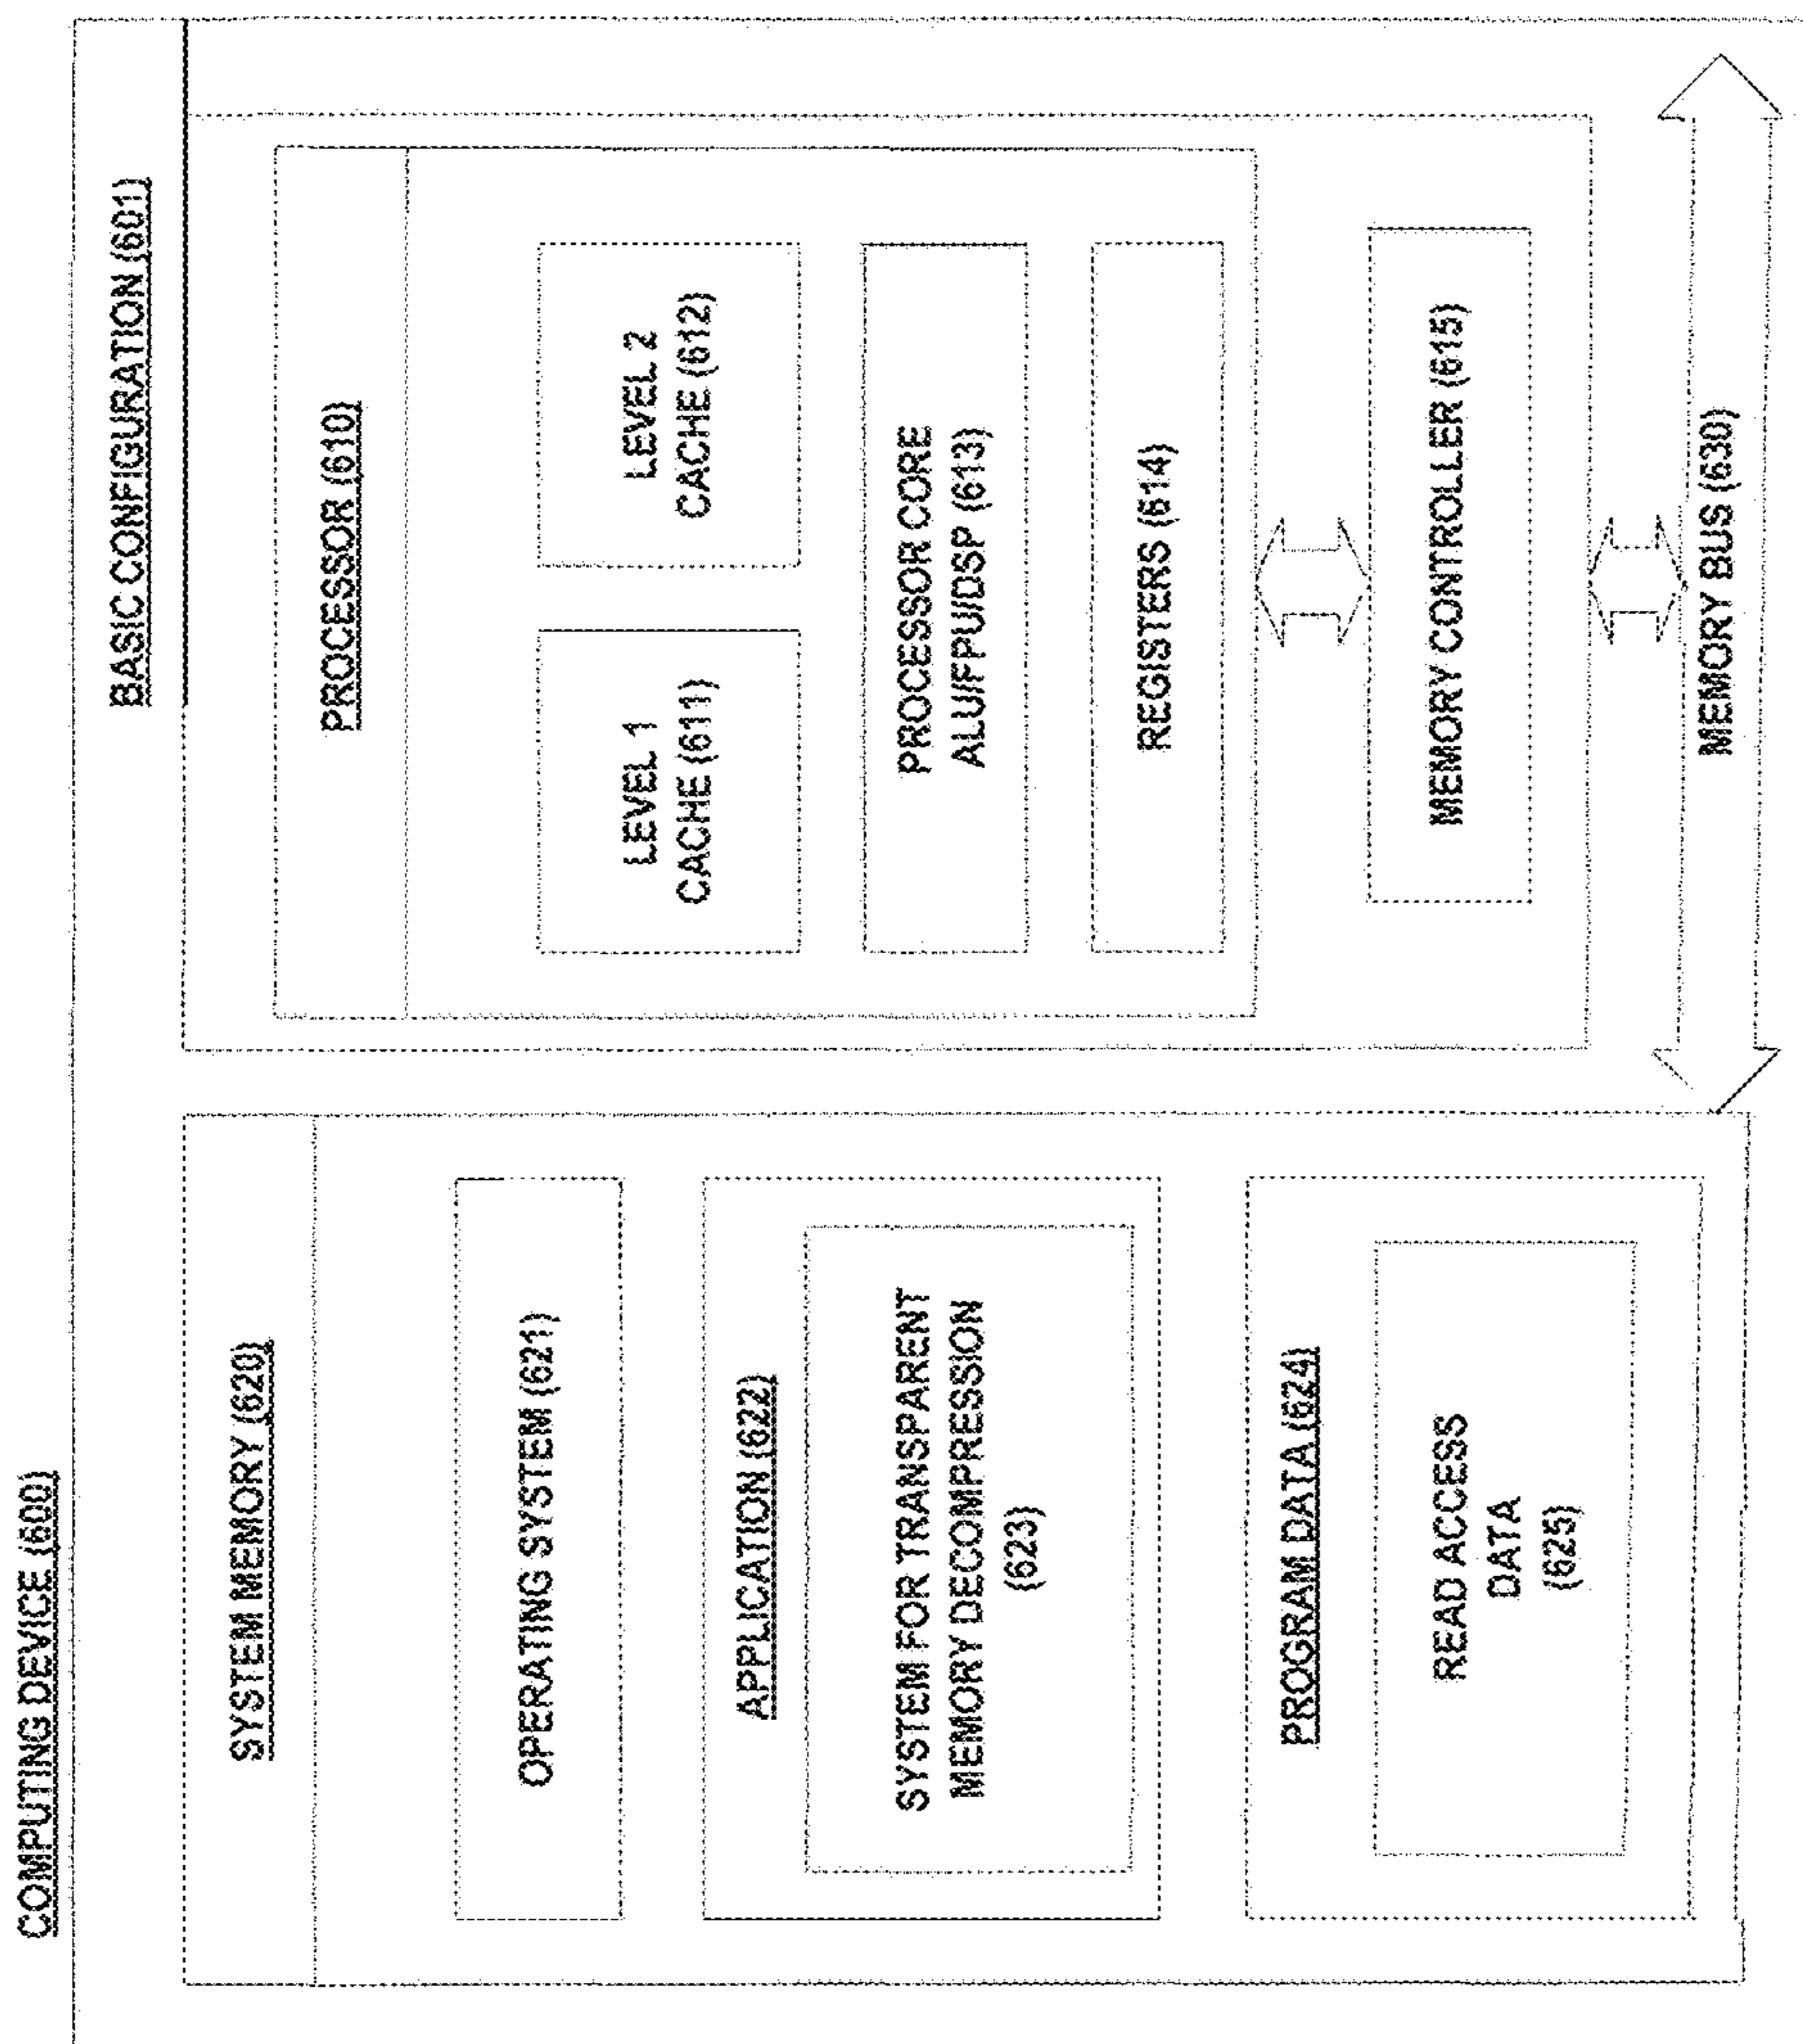 COMPUTING DEVICE (600)
BASIC CONFIGURATION (601)
SYSTEM MEMORY (620)
OPERATING SYSTEM (621)
APPLICATION (622)
SYSTEM FOR TRANSPARENT
MEMORY DECOMPRESSION
(623)
PROGRAM DATA (624)
READ ACCESS
DATA
(625)
PROCESSOR (610)
LEVEL 1
CACHE (611)
LEVEL 2
CACHE (612)
PROCESSOR CORE
ALU/FPU/DSP (613)
REGISTERS (614)
MEMORY CONTROLLER (615)
MEMORY BUS (630)